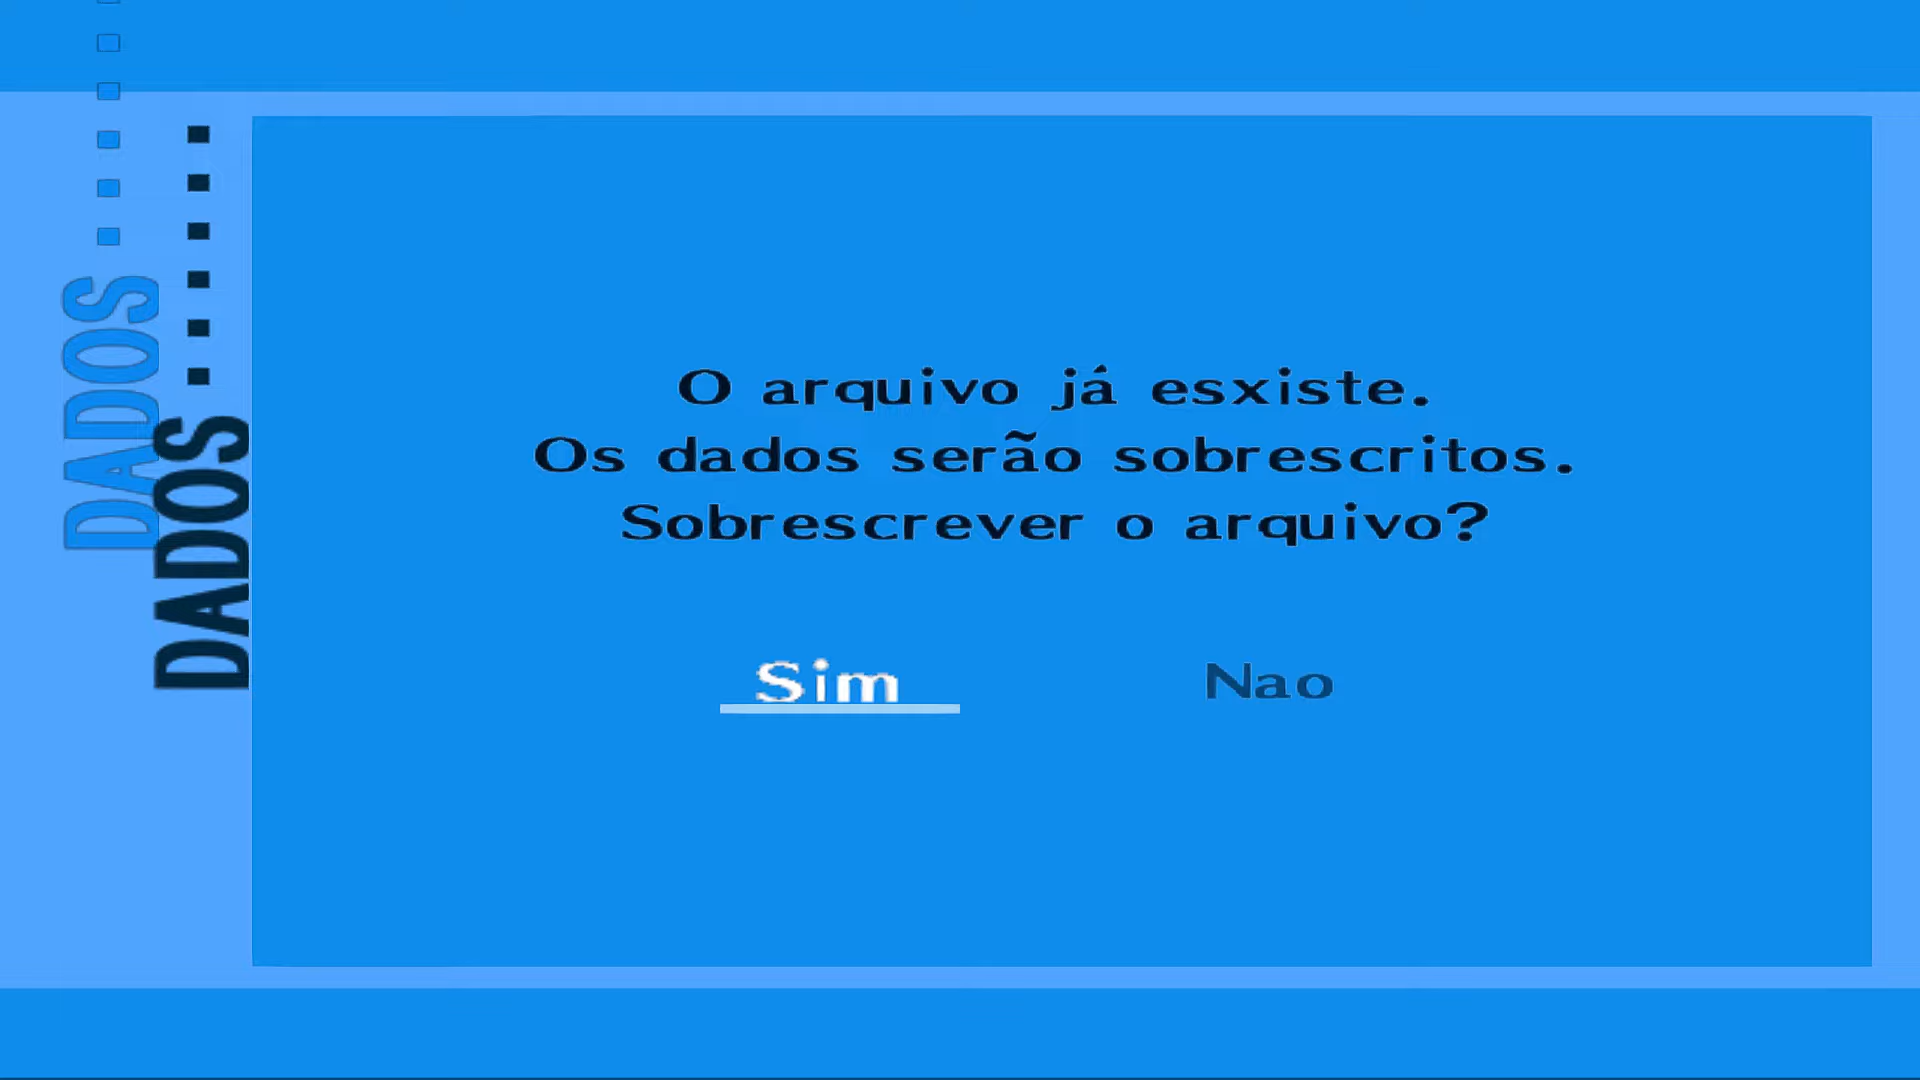 DADOS
DADOS
O arquivo já esxiste.
Os dados serão sobrescritos.
Sobrescrever o arquivo?
Sim
Nao